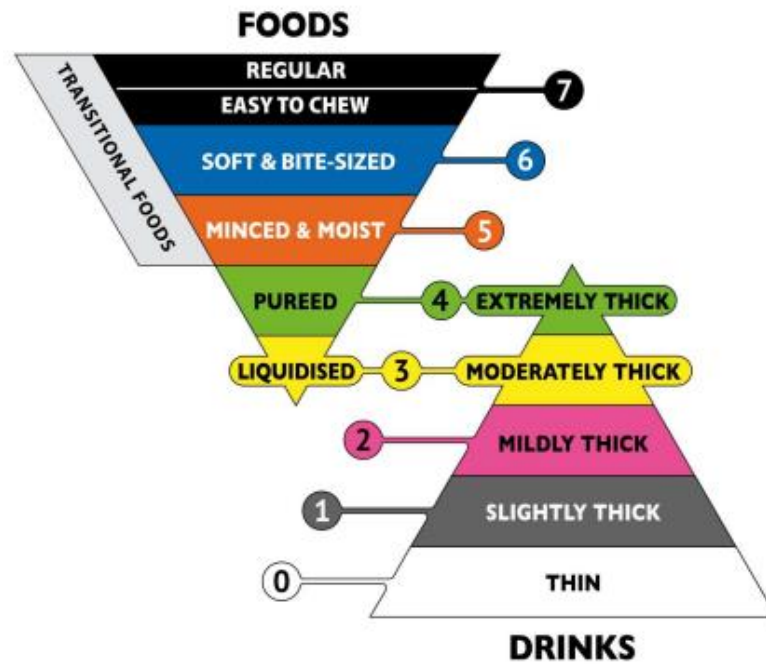 FOODS
TRANSITIONAL FOODS
REGULAR
EASY TO CHEW
7
SOFT & BITE-SIZED
6
MINCED & MOIST
5
PUREED
4
EXTREMELY THICK
LIQUIDISED
3
MODERATELY THICK
2
MILDLY THICK
1
SLIGHTLY THICK
0
THIN
DRINKS